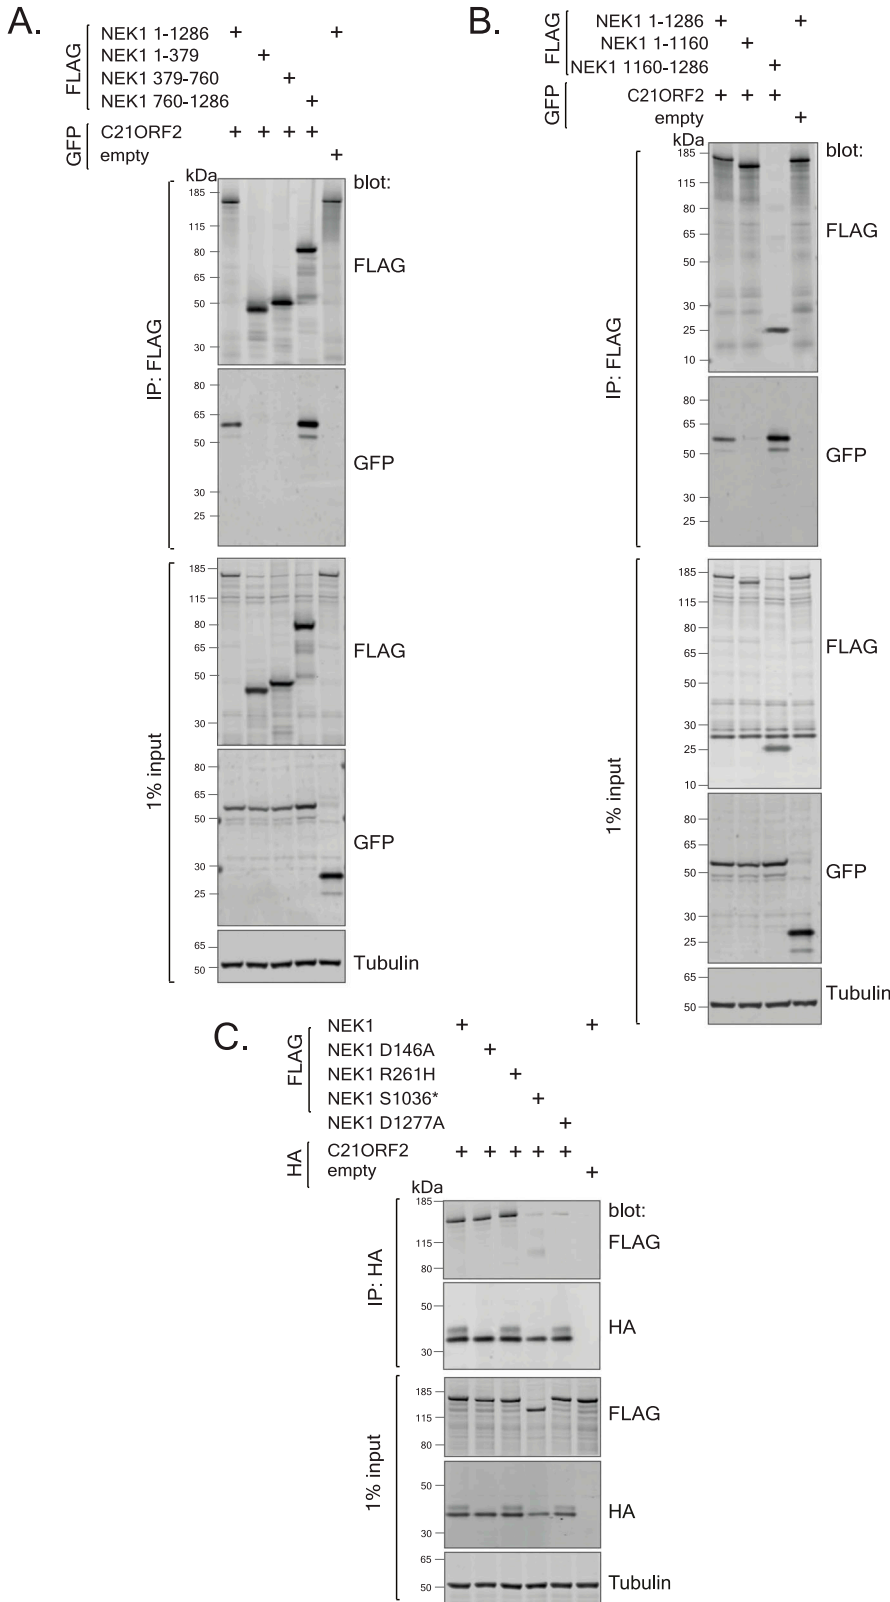 A.
FLAG
NEK1 1-1286 + +
NEK1 1-379 +
NEK1 379-760 +
NEK1 760-1286 +
GFP
C21ORF2 + + + +
empty +
kDa
blot:
IP: FLAG
185
115
80
65
50
30
FLAG
80
65
50
30
25
GFP
1% input
185
115
80
65
50
30
FLAG
80
65
50
30
25
GFP
65
50
Tubulin
B.
FLAG
NEK1 1-1286 + +
NEK1 1-1160 +
NEK1 1160-1286 +
GFP
C21ORF2 + + +
empty +
kDa
blot:
IP: FLAG
185
115
80
65
50
30
25
10
FLAG
80
65
50
30
25
GFP
1% input
185
115
80
65
50
30
25
10
FLAG
80
65
50
30
25
GFP
65
50
Tubulin
C.
FLAG
NEK1 + +
NEK1 D146A +
NEK1 R261H +
NEK1 S1036* +
NEK1 D1277A +
HA
C21ORF2 + + + + +
empty +
kDa
blot:
IP: HA
185
115
80
FLAG
50
30
HA
1% input
185
115
80
FLAG
50
30
HA
65
50
Tubulin